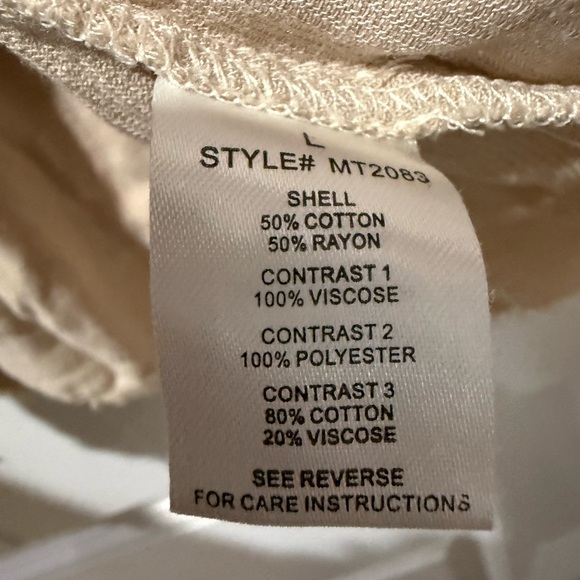 L
STYLE# MT2083
SHELL
50% COTTON
50% RAYON
CONTRAST 1
100% VISCOSE
CONTRAST 2
100% POLYESTER
CONTRAST 3
80% COTTON
20% VISCOSE
SEE REVERSE
FOR CARE INSTRUCTIONS